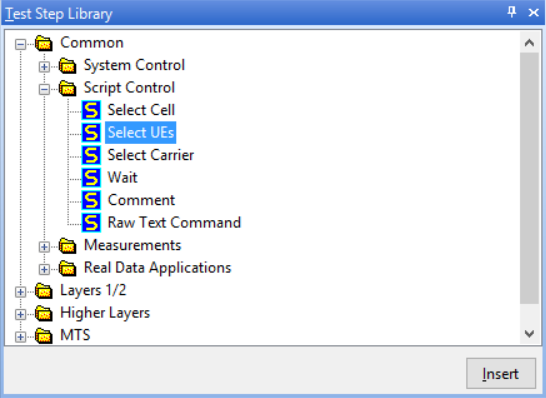 Test Step Library
Common
System Control
Script Control
S Select Cell
S Select UEs
S Select Carrier
S Wait
S Comment
S Raw Text Command
Measurements
Real Data Applications
Layers 1/2
Higher Layers
MTS
Insert